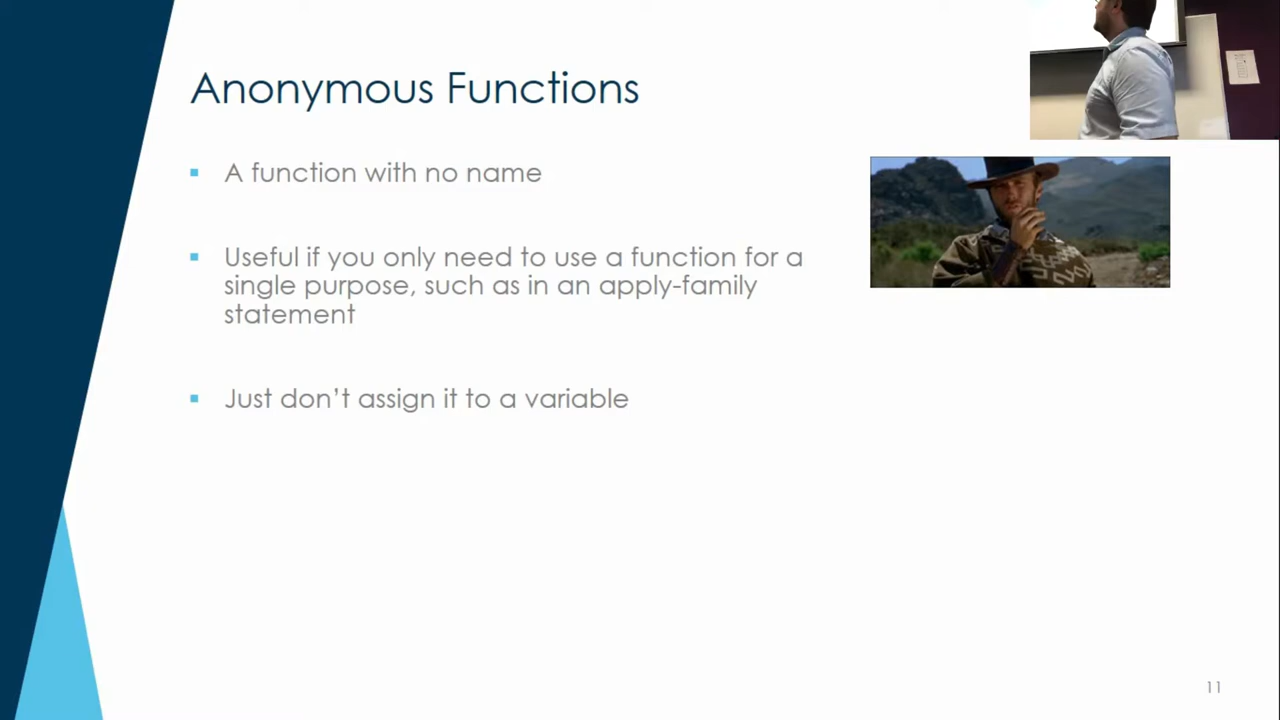 Anonymous Functions
A function with no name
Useful if you only need to use a function for a
single purpose, such as in an apply-family
statement
Just don’t assign it to a variable
11